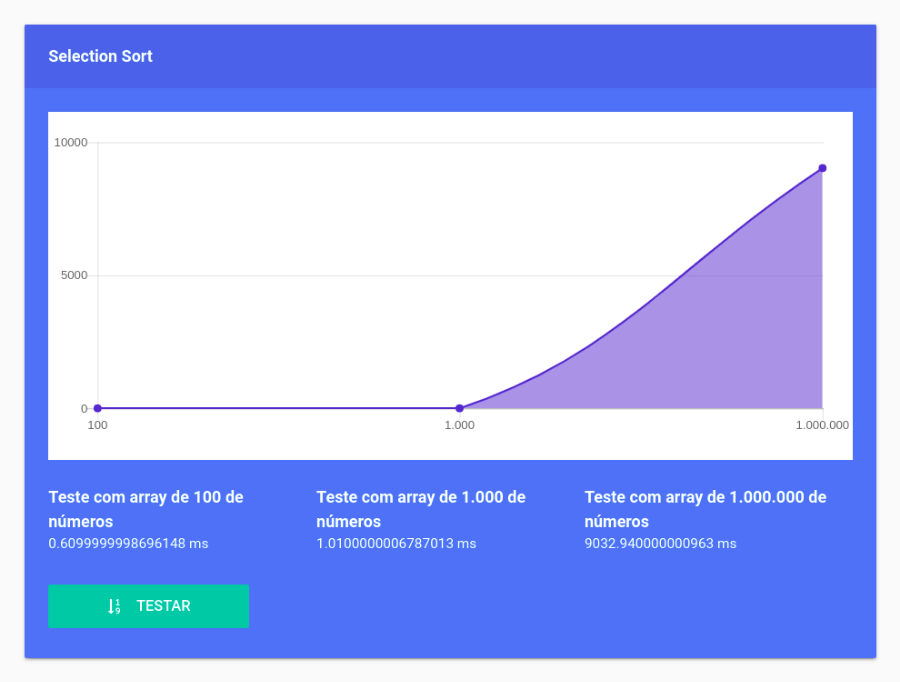 Selection Sort
10000
5000
0
100
1.000
1.000.000
Teste com array de 100 de
números
0.6099999998696148 ms
Teste com array de 1.000 de
números
1.0100000006787013 ms
Teste com array de 1.000.000 de
números
9032.940000000963 ms
TESTAR